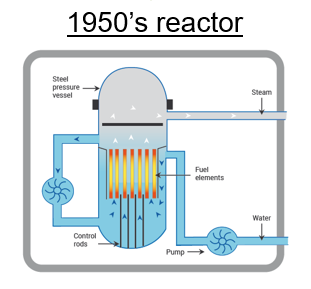 1950's reactor
Steel
pressure
vessel
Steam
Fuel
elements
Water
Control
rods
Pump